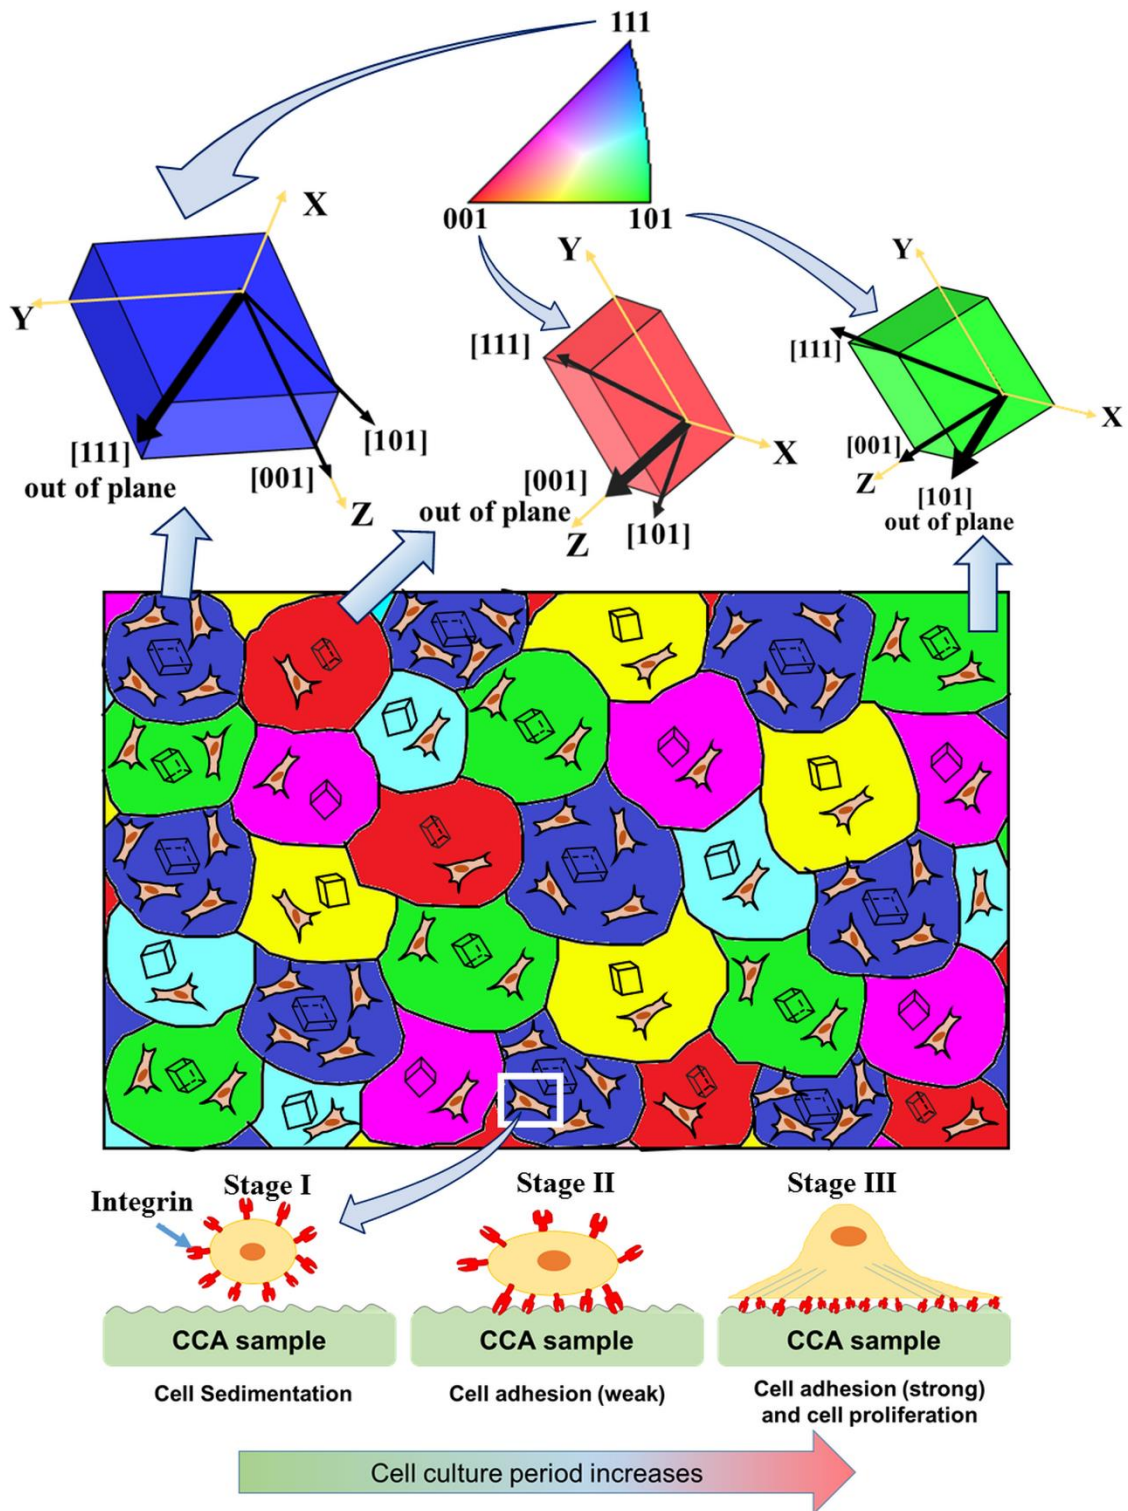 111
001
101
X
Y
[111]
out of plane
[001]
[101]
Z
Y
[111]
X
[001]
out of plane
Z
[101]
Y
[111]
X
[001]
Z
[101]
out of plane
Stage I
Stage II
Stage III
Integrin
CCA sample
CCA sample
CCA sample
Cell Sedimentation
Cell adhesion (weak)
Cell adhesion (strong)
and cell proliferation
Cell culture period increases